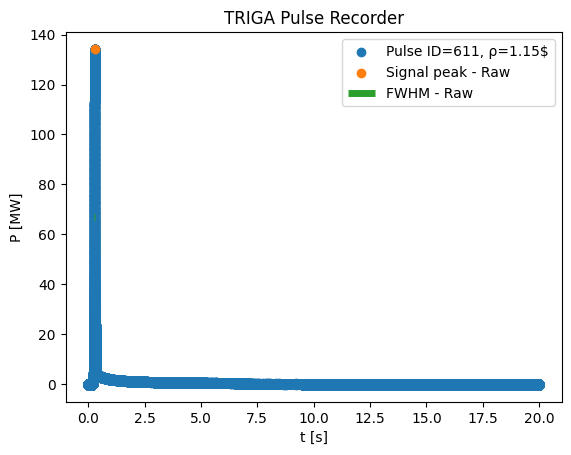 TRIGA Pulse Recorder
Pulse ID=611, ρ=1.15$
Signal peak - Raw
FWHM - Raw
P [MW]
140
120
100
80
60
40
20
0
0.0 2.5 5.0 7.5 10.0 12.5 15.0 17.5 20.0
t [s]